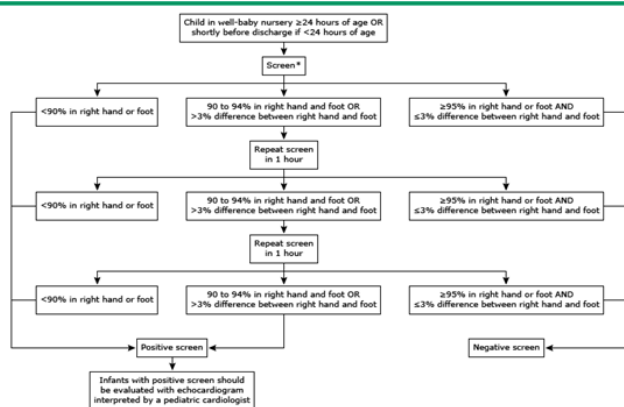 Child in well-baby nursery ≥24 hours of age OR
shortly before discharge if <24 hours of age
Screen*
<90% in right hand or foot
90 to 94% in right hand and foot OR
>3% difference between right hand and foot
≥95% in right hand or foot AND
≤3% difference between right hand and foot
Repeat screen
in 1 hour
<90% in right hand or foot
90 to 94% in right hand and foot OR
>3% difference between right hand and foot
≥95% in right hand or foot AND
≤3% difference between right hand and foot
Repeat screen
in 1 hour
<90% in right hand or foot
90 to 94% in right hand and foot OR
>3% difference between right hand and foot
≥95% in right hand or foot AND
≤3% difference between right hand and foot
Positive screen
Negative screen
Infants with positive screen should
be evaluated with echocardiogram
interpreted by a pediatric cardiologist